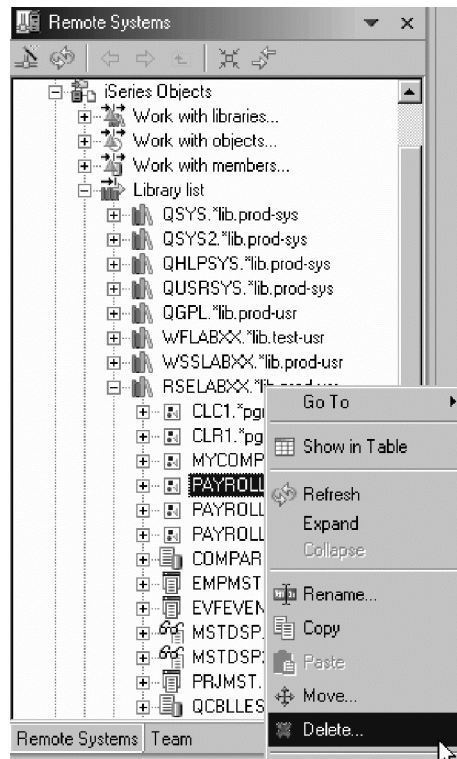 Remote Systems
iSeries Objects
Work with libraries...
Work with objects...
Work with members...
Library list
QSYS.*lib.prod-sys
QSYS2.*lib.prod-sys
QHLPSYS.*lib.prod-sys
QUSRSYS.*lib.prod-sys
QGPL.*lib.prod-usr
WFLABXX.*lib.test-usr
WSSLABXX.*lib.prod-usr
RSELABXX.*lib.prod-usr
CLC1.*pg
CLR1.*pg
MYCOMP
PAYROLL
PAYROLL
PAYROLL
COMPAR
EMPMST
EVFEVEN
MSTDSP
MSTDSP
PRJMST.
QCBLLES
Go To
Show in Table
Refresh
Expand
Collapse
Rename...
Copy
Paste
Move...
Delete...
Remote Systems
Team